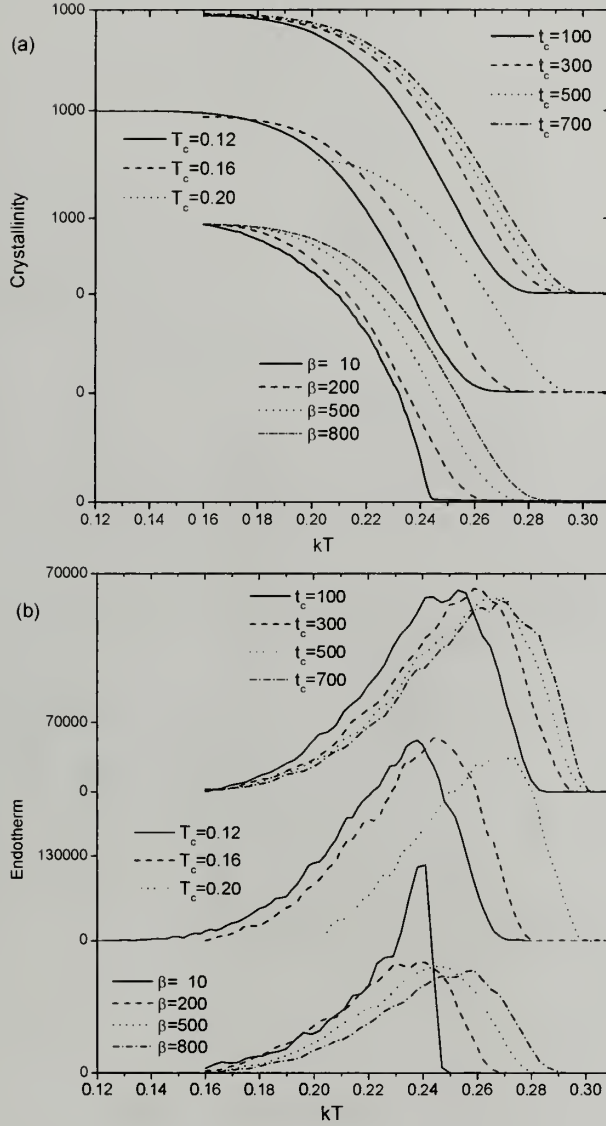 (a)
1000
t_c=100
t_c=300
t_c=500
t_c=700
1000
T_c=0.12
T_c=0.16
T_c=0.20
1000
0
Crystallinity
β= 10
β=200
β=500
β=800
0
0
0.12 0.14 0.16 0.18 0.20 0.22 0.24 0.26 0.28 0.30
kT
70000
(b)
t_c=100
t_c=300
t_c=500
t_c=700
70000
0
T_c=0.12
T_c=0.16
T_c=0.20
130000
Endotherm
0
β= 10
β=200
β=500
β=800
0
0.12 0.14 0.16 0.18 0.20 0.22 0.24 0.26 0.28 0.30
kT